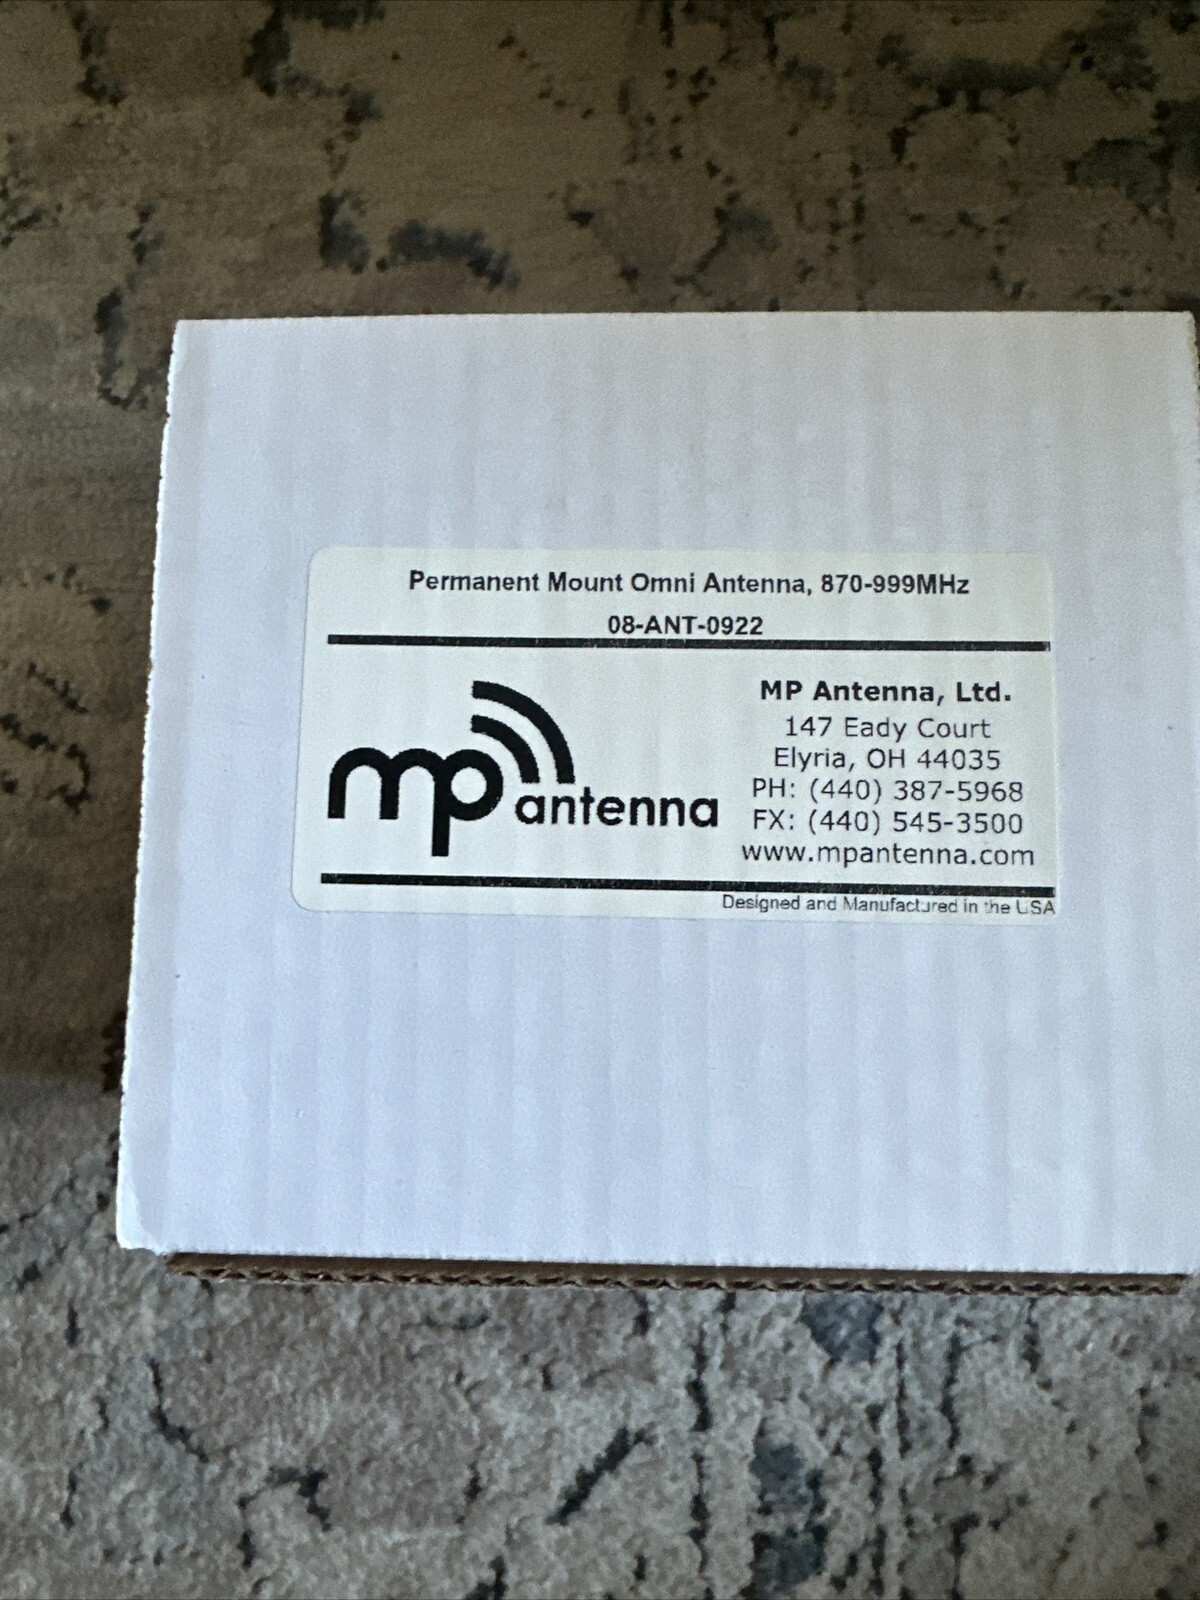 Permanent Mount Omni Antenna, 870-999MHz
08-ANT-0922
mp antenna
MP Antenna, Ltd.
147 Eady Court
Elyria, OH 44035
PH: (440) 387-5968
FX: (440) 545-3500
www.mpantenna.com
Designed and Manufactured in the USA